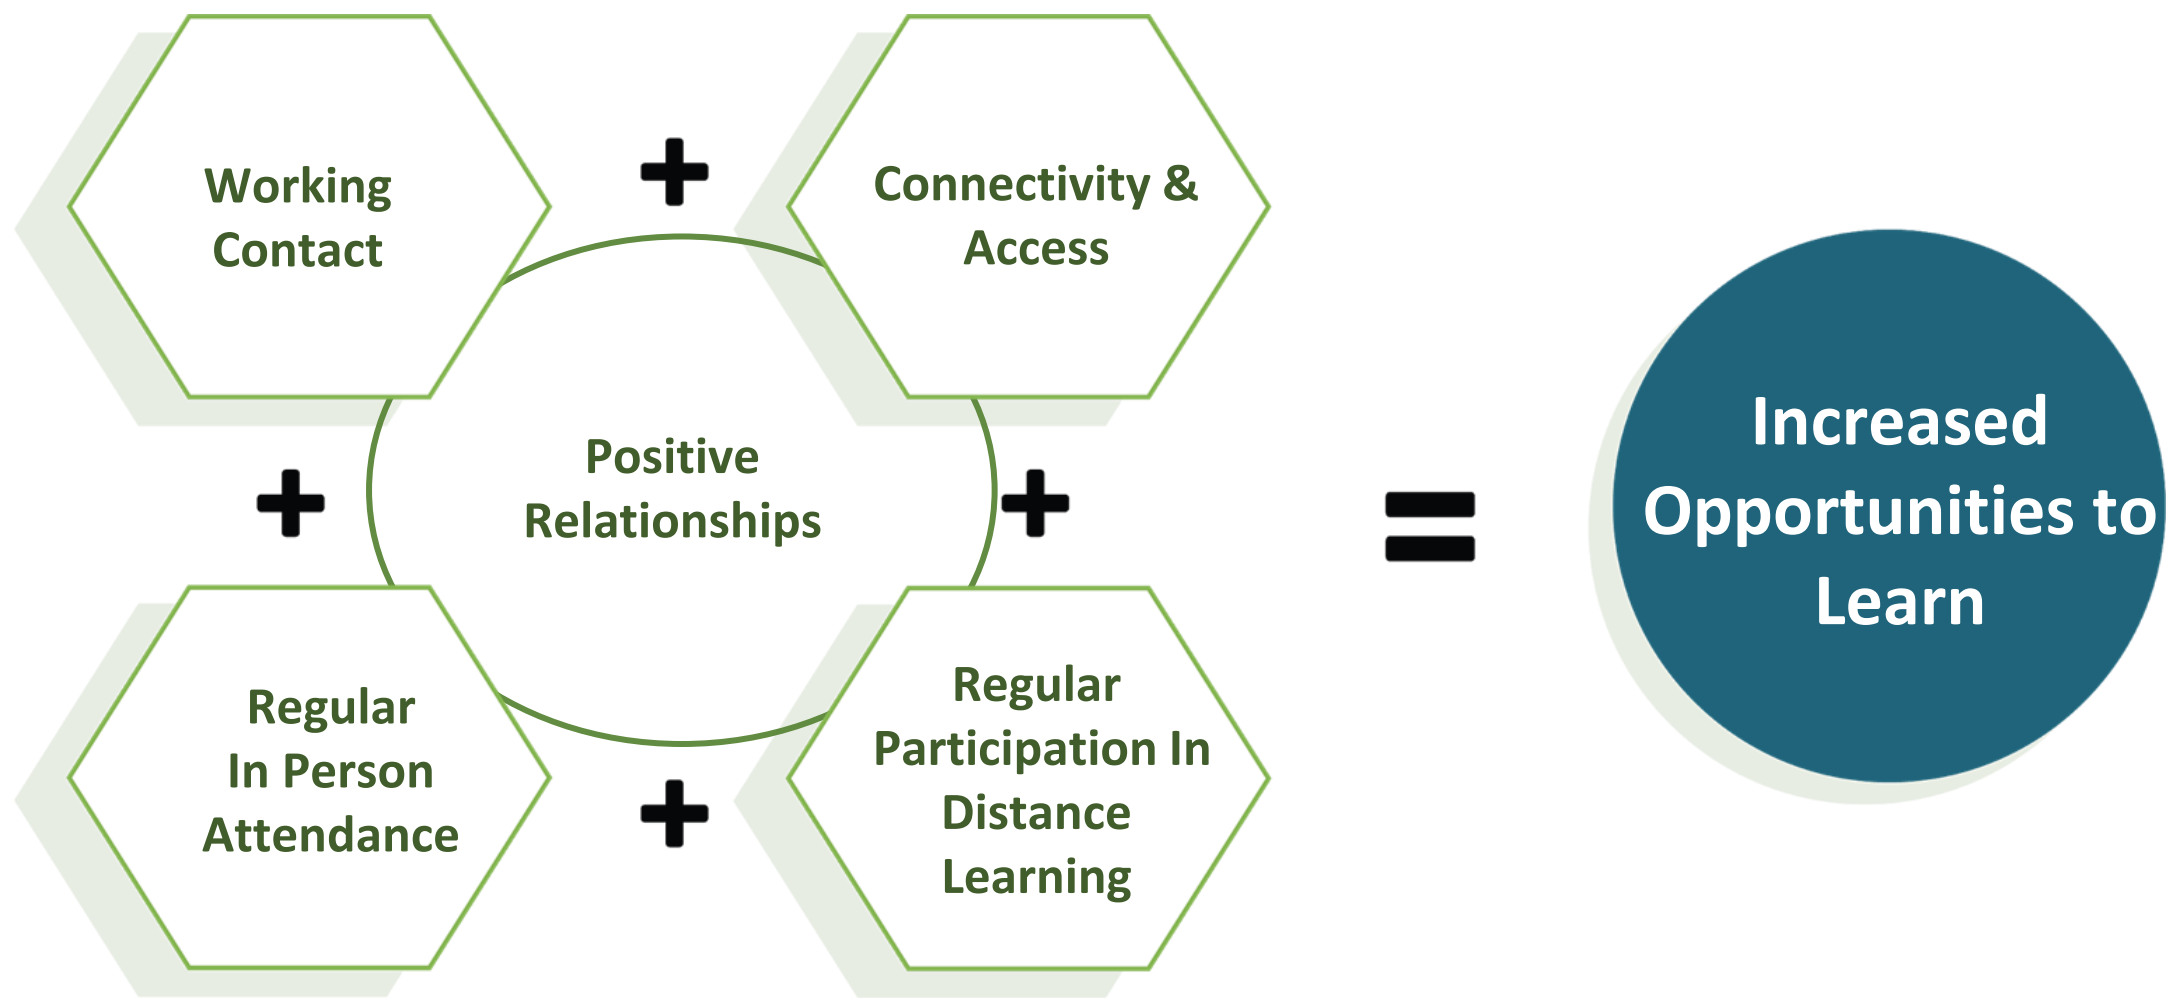 Working
Contact
+
Connectivity &
Access
Positive
Relationships
+
+
=
Increased
Opportunities to
Learn
Regular
In Person
Attendance
+
Regular
Participation In
Distance
Learning